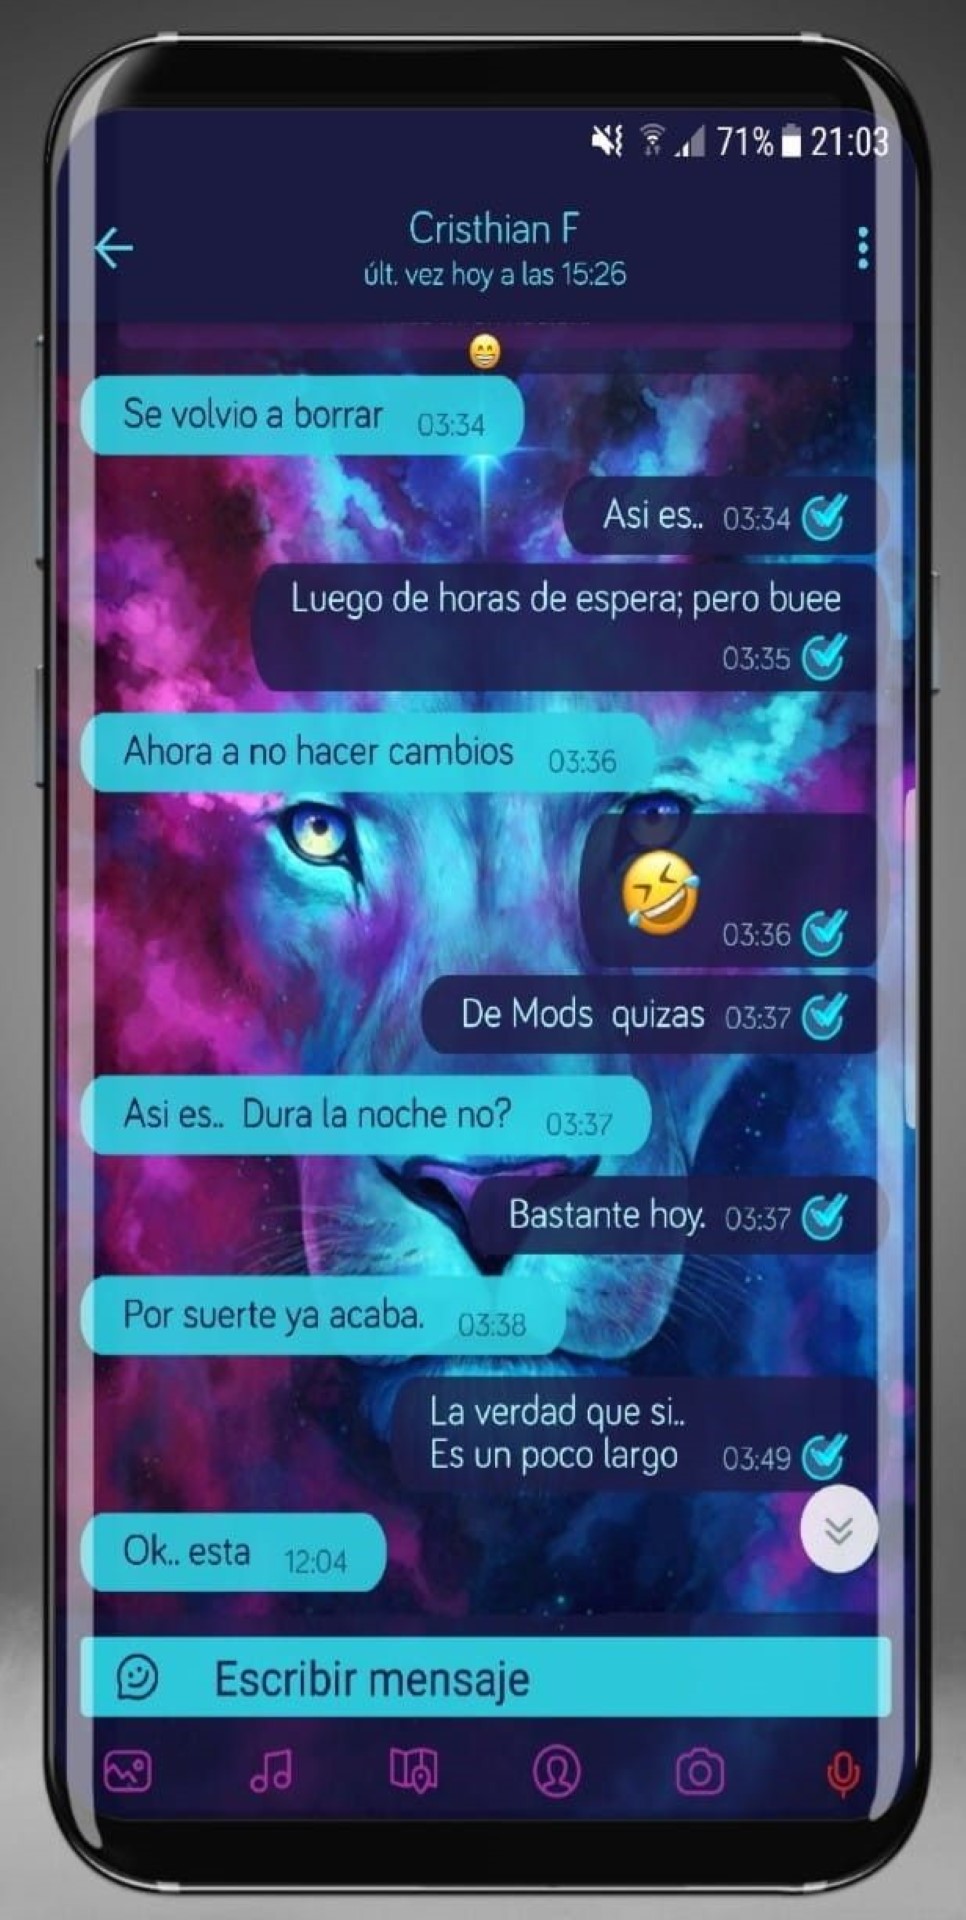 71% 21:03
Cristhian F
últ. vez hoy a las 15:26
😁
Se volvio a borrar 03:34
Asi es.. 03:34
Luego de horas de espera; pero buee
03:35
Ahora a no hacer cambios 03:36
🤣 03:36
De Mods quizas 03:37
Asi es.. Dura la noche no? 03:37
Bastante hoy. 03:37
Por suerte ya acaba. 03:38
La verdad que si..
Es un poco largo 03:49
Ok.. esta 12:04
Escribir mensaje